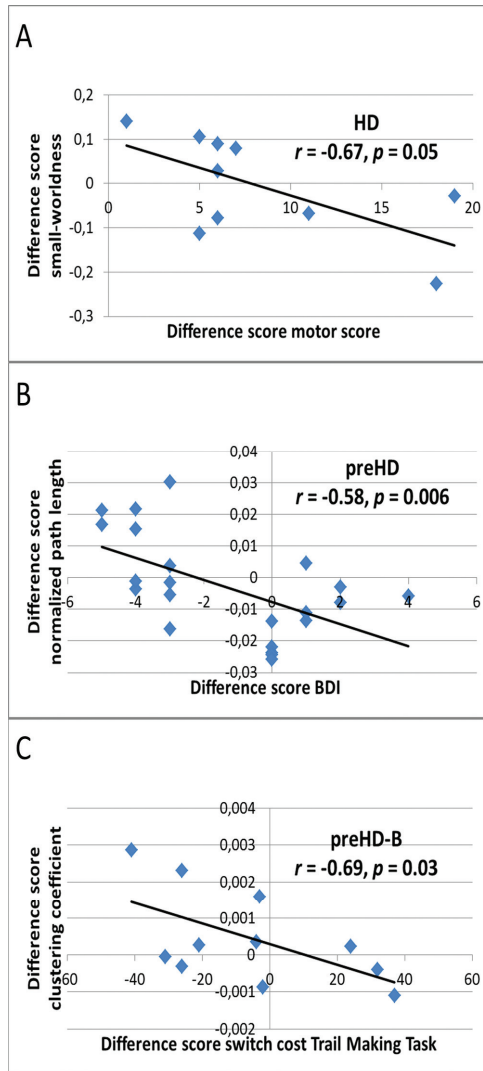 A
0,2
0,1
0
-0,1
-0,2
-0,3
0 5 10 15 20
HD
r = -0.67, p = 0.05
Difference score
small-worldness
Difference score motor score
B
0,04
0,03
0,02
0,01
0
-0,01
-0,02
-0,03
-6 -4 -2 0 2 4 6
preHD
r = -0.58, p = 0.006
Difference score
normalized path length
Difference score BDI
C
0,004
0,003
0,002
0,001
0
-0,001
-0,002
-60 -40 -20 0 20 40 60
preHD-B
r = -0.69, p = 0.03
Difference score
clustering coefficient
Difference score switch cost Trail Making Task